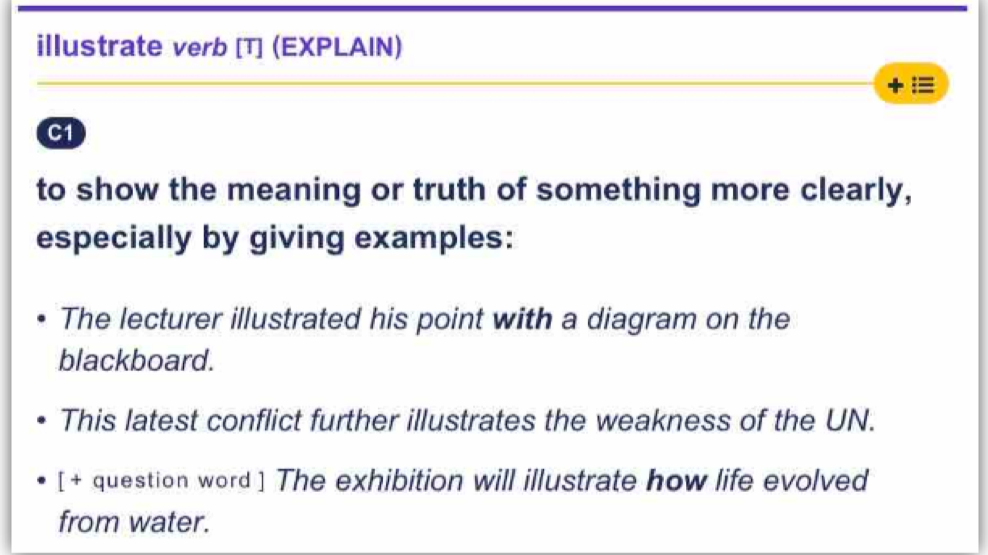 illustrate verb [T] (EXPLAIN)
+
C1
to show the meaning or truth of something more clearly,
especially by giving examples:
• The lecturer illustrated his point with a diagram on the
blackboard.
• This latest conflict further illustrates the weakness of the UN.
• [ + question word ] The exhibition will illustrate how life evolved
from water.